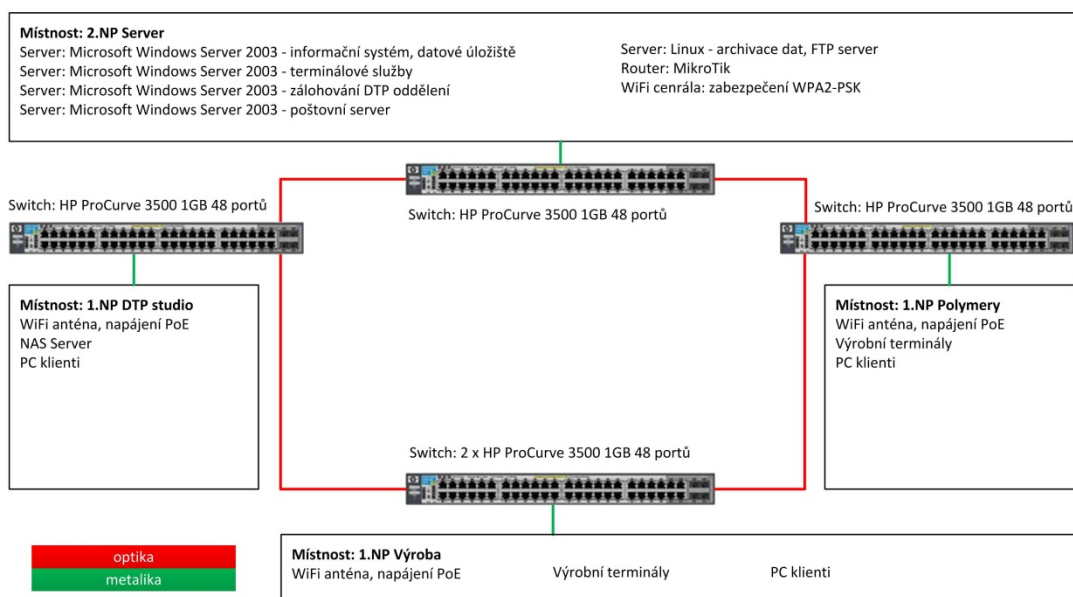 Místnost: 2.NP Server
Server: Microsoft Windows Server 2003 - informační systém, datové úložiště
Server: Microsoft Windows Server 2003 - terminálové služby
Server: Microsoft Windows Server 2003 - zálohování DTP oddělení
Server: Microsoft Windows Server 2003 - poštovní server
Server: Linux - archivace dat, FTP server
Router: MikroTik
WiFi cenrála: zabezpečení WPA2-PSK
Switch: HP ProCurve 3500 1GB 48 portů
Switch: HP ProCurve 3500 1GB 48 portů
Switch: HP ProCurve 3500 1GB 48 portů
Místnost: 1.NP DTP studio
WiFi anténa, napájení PoE
NAS Server
PC klienti
Místnost: 1.NP Polymery
WiFi anténa, napájení PoE
Výrobní terminály
PC klienti
Switch: 2 x HP ProCurve 3500 1GB 48 portů
optika
metalika
Místnost: 1.NP Výroba
WiFi anténa, napájení PoE
Výrobní terminály
PC klienti